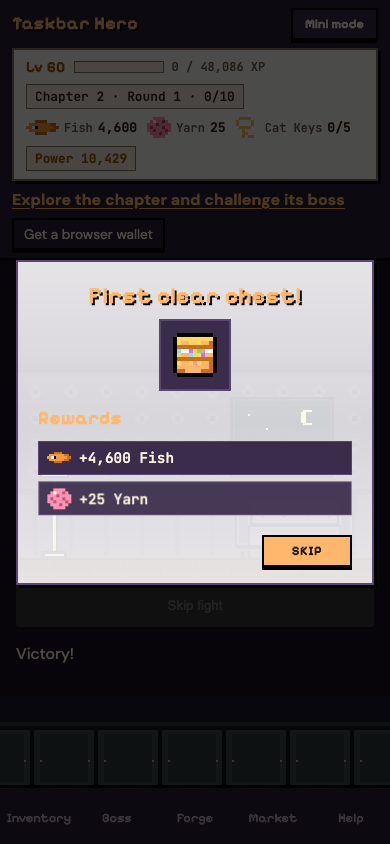 Taskbar Hero
Mini mode
Lv 60 0 / 48,086 XP
Chapter 2 · Round 1 · 0/10
Fish 4,600 Yarn 25 Cat Keys 0/5
Power 10,429
Explore the chapter and challenge its boss
Get a browser wallet
First clear chest!
Rewards
+4,600 Fish
+25 Yarn
SKIP
Skip fight
Victory!
Inventory Boss Forge Market Help